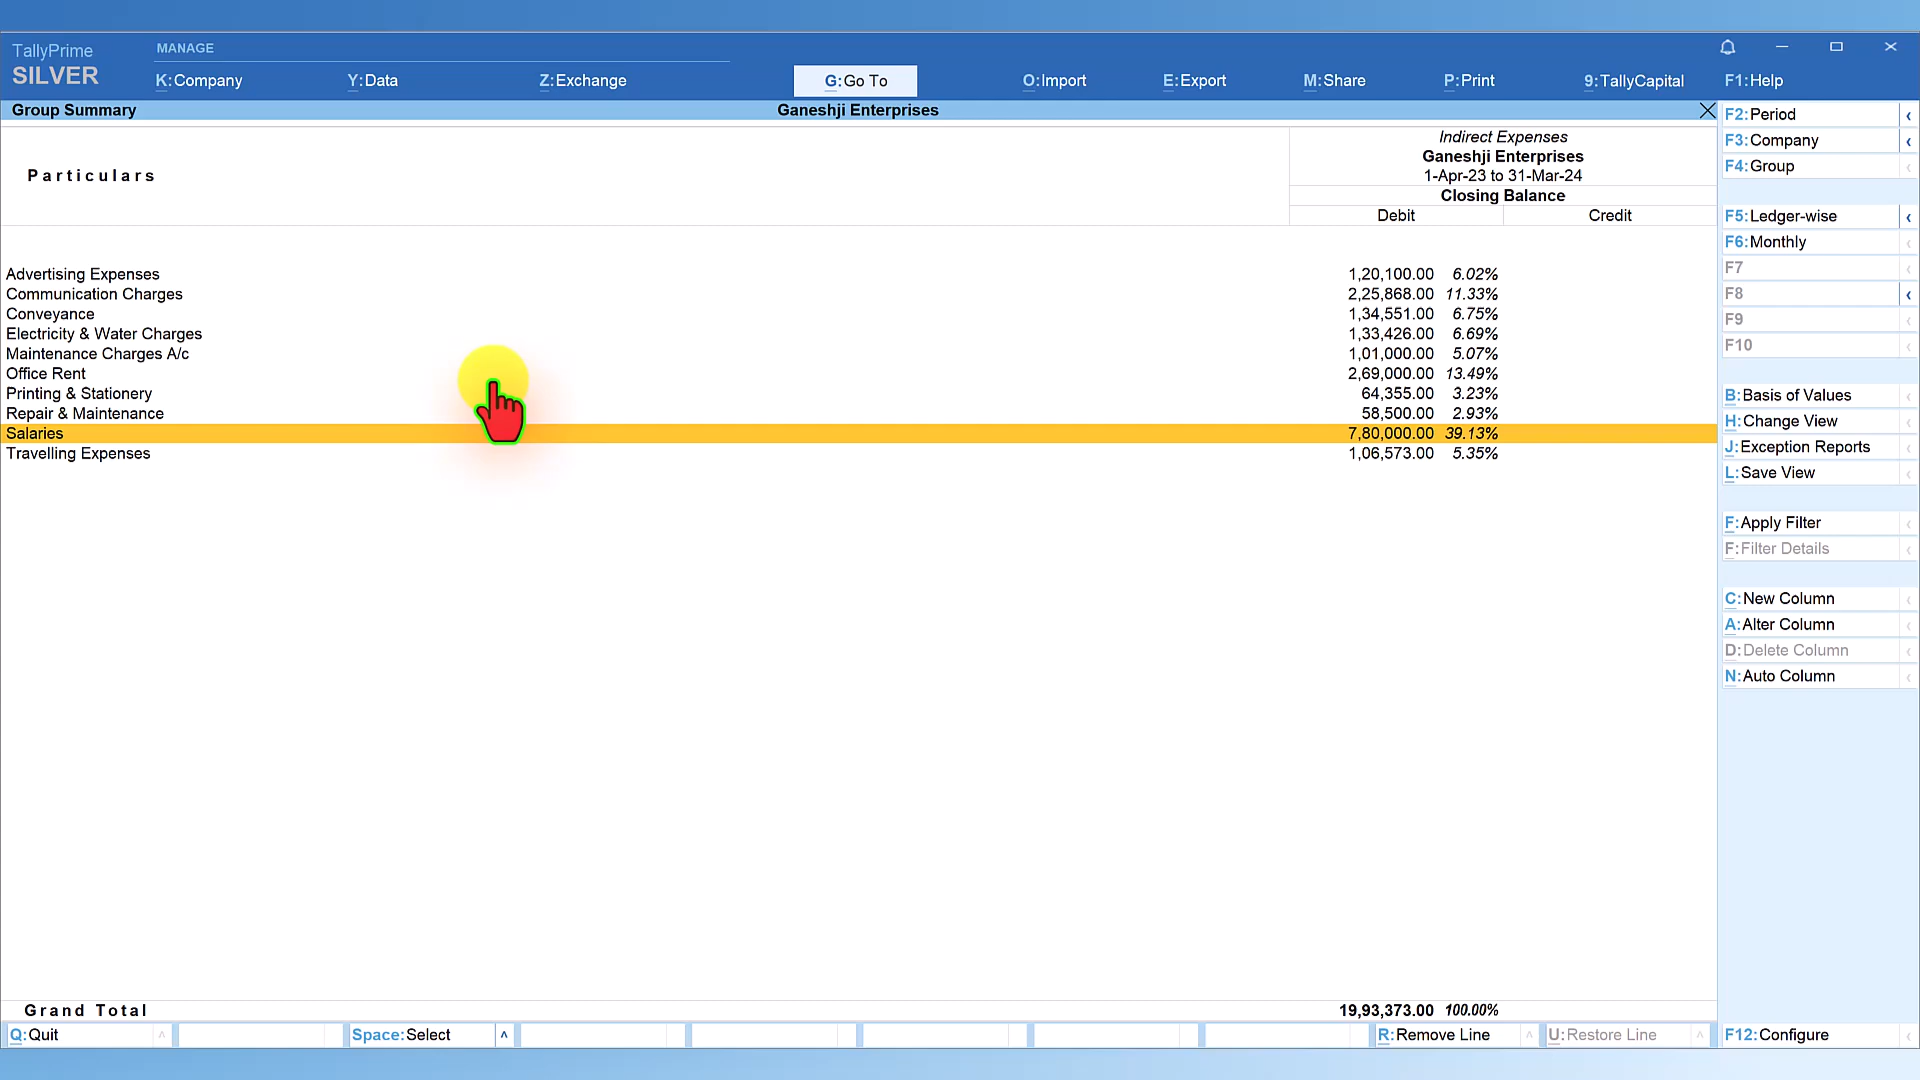 TallyPrime
SILVER
MANAGE
K:Company Y:Data Z:Exchange G:Go To O:Import E:Export M:Share P:Print 9:TallyCapital F1:Help
Group Summary Ganeshji Enterprises
Particulars
Indirect Expenses
Ganeshji Enterprises
1-Apr-23 to 31-Mar-24
Closing Balance
Debit Credit
Advertising Expenses 1,20,100.00 6.02%
Communication Charges 2,25,868.00 11.33%
Conveyance 1,34,551.00 6.75%
Electricity & Water Charges 1,33,426.00 6.69%
Maintenance Charges A/c 1,01,000.00 5.07%
Office Rent 2,69,000.00 13.49%
Printing & Stationery 64,355.00 3.23%
Repair & Maintenance 58,500.00 2.93%
Salaries 7,80,000.00 39.13%
Travelling Expenses 1,06,573.00 5.35%
Grand Total 19,93,373.00 100.00%
Q:Quit Space:Select R:Remove Line U:Restore Line
F2:Period
F3:Company
F4:Group
F5:Ledger-wise
F6:Monthly
F7
F8
F9
F10
B:Basis of Values
H:Change View
J:Exception Reports
L:Save View
F:Apply Filter
F:Filter Details
C:New Column
A:Alter Column
D:Delete Column
N:Auto Column
F12:Configure